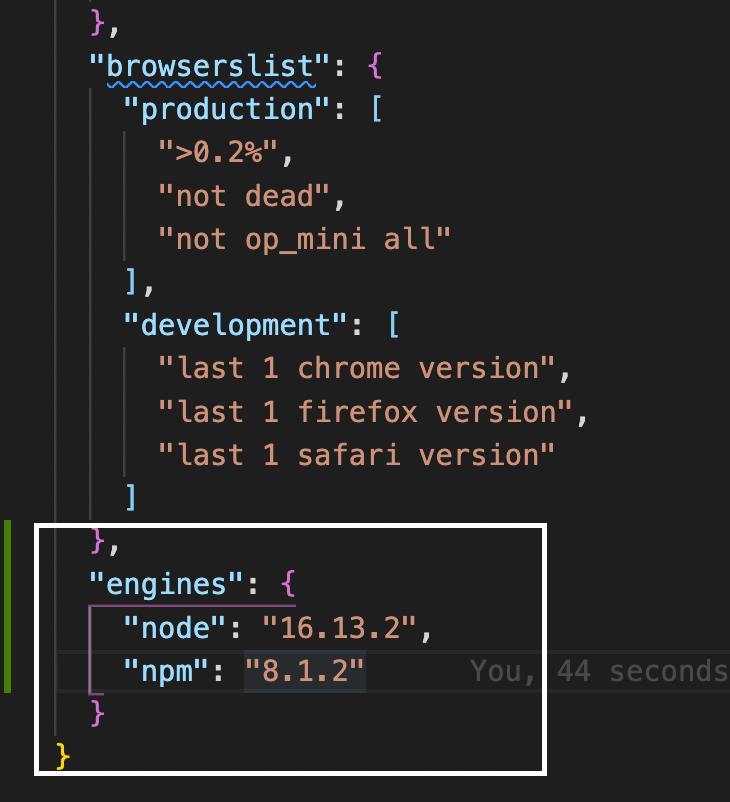 },
"browserslist": {
"production": [
">0.2%",
"not dead",
"not op_mini all"
],
"development": [
"last 1 chrome version",
"last 1 firefox version",
"last 1 safari version"
]
},
"engines": {
"node": "16.13.2",
"npm": "8.1.2" You, 44 seconds
}
}